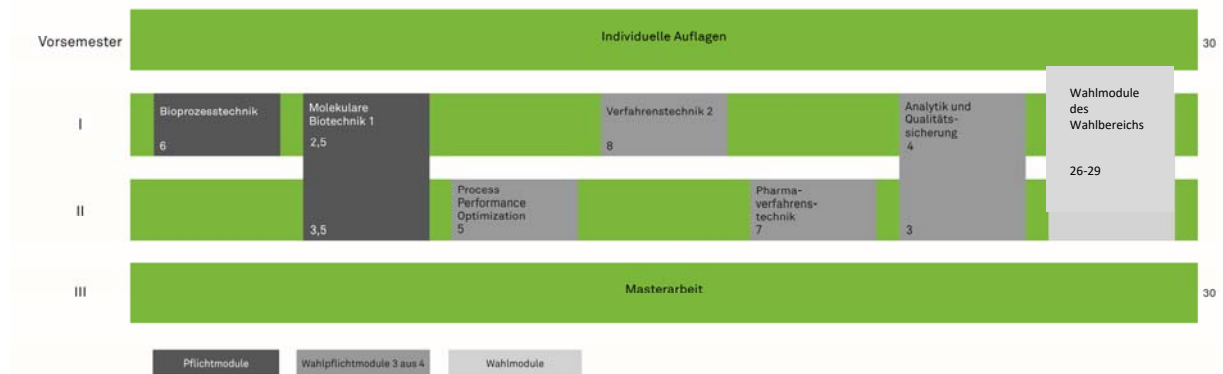 Vorsemester
Individuelle Auflagen
30
I
Bioprozesstechnik
6
Molekulare
Biotechnik 1
2,5
Verfahrenstechnik 2
8
Analytik und
Qualitäts-
sicherung
4
Wahlmodule
des
Wahlbereichs
26-29
II
3,5
Process
Performance
Optimization
5
Pharma-
verfahrens-
technik
7
3
III
Masterarbeit
30
Pflichtmodule
Wahlpflichtmodule 3 aus 4
Wahlmodule